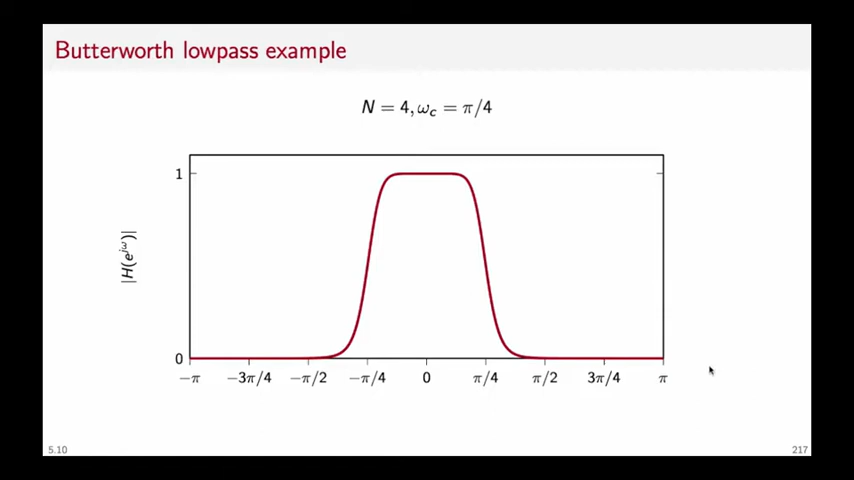 Butterworth lowpass example
N = 4, ω_c = π/4
1
|H(e^{jω})|
0
−π −3π/4 −π/2 −π/4 0 π/4 π/2 3π/4 π
5.10 217